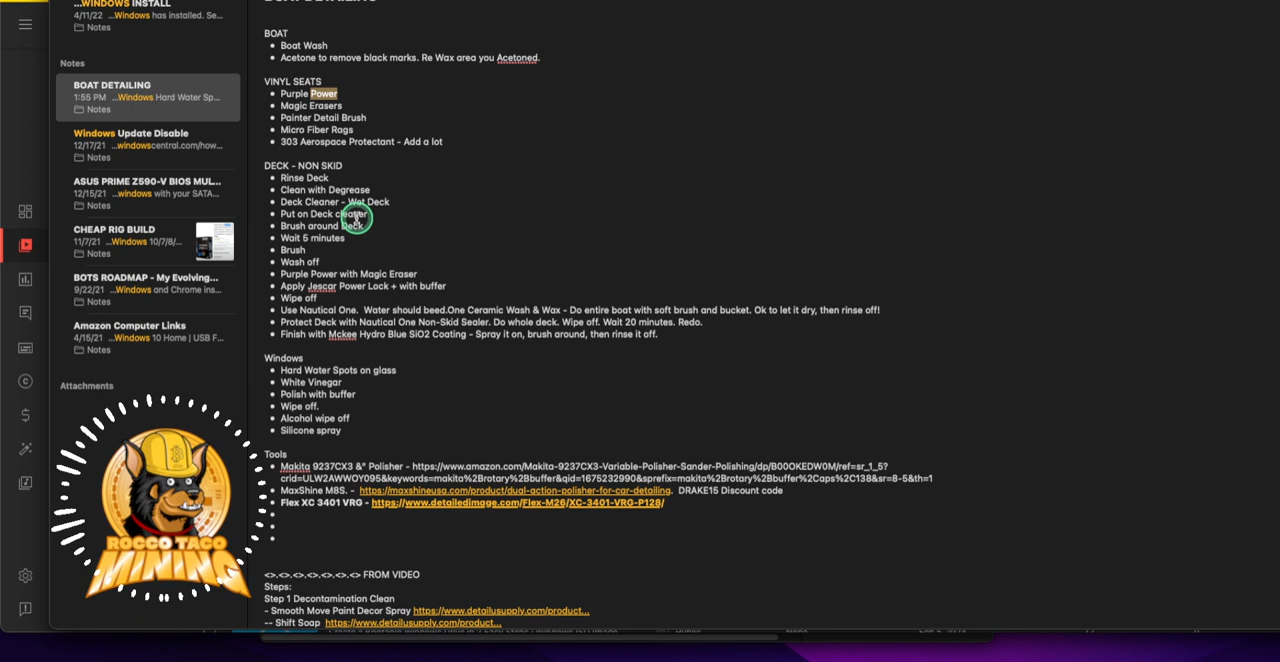 ...WINDOWS INSTALL
4/11/22 ...Windows has installed. Se...
Notes
Notes
BOAT DETAILING
1:55 PM ...Windows Hard Water Sp...
Notes
Windows Update Disable
12/17/21 ...windowscentral.com/how...
Notes
ASUS PRIME Z590-V BIOS MUL...
12/15/21 ...windows with your SATA...
Notes
CHEAP RIG BUILD
11/7/21 ...Windows 10/7/8/...
Notes
BOTS ROADMAP - My Evolving...
9/22/21 ...Windows and Chrome ins...
Notes
Amazon Computer Links
4/15/21 ...Windows 10 Home | USB F...
Notes
Attachments
ROCCO TACO
MINING
BOAT DETAILING
BOAT
Boat Wash
Acetone to remove black marks. Re Wax area you Acetoned.
VINYL SEATS
Purple Power
Magic Erasers
Painter Detail Brush
Micro Fiber Rags
303 Aerospace Protectant - Add a lot
DECK - NON SKID
Rinse Deck
Clean with Degrease
Deck Cleaner - Wet Deck
Put on Deck cleaner
Brush around Deck
Wait 5 minutes
Brush
Wash off
Purple Power with Magic Eraser
Apply Jescar Power Lock + with buffer
Wipe off
Use Nautical One. Water should beed.One Ceramic Wash & Wax - Do entire boat with soft brush and bucket. Ok to let it dry, then rinse off!
Protect Deck with Nautical One Non-Skid Sealer. Do whole deck. Wipe off. Wait 20 minutes. Redo.
Finish with Mckee Hydro Blue SiO2 Coating - Spray it on, brush around, then rinse it off.
Windows
Hard Water Spots on glass
White Vinegar
Polish with buffer
Wipe off.
Alcohol wipe off
Silicone spray
Tools
Makita 9237CX3 &" Polisher - https://www.amazon.com/Makita-9237CX3-Variable-Polisher-Sander-Polishing/dp/B00OKEDW0M/ref=sr_1_5?
crid=ULW2AWWOY095&keywords=makita%2Brotary%2Bbuffer&qid=1675232990&sprefix=makita%2Brotary%2Bbuffer%2Caps%2C138&sr=8-5&th=1
MaxShine M8S. - https://maxshineusa.com/product/dual-action-polisher-for-car-detailing. DRAKE15 Discount code
Flex XC 3401 VRG - https://www.detailedimage.com/Flex-M26/XC-3401-VRG-P128/
<>.<>.<>.<>.<>.<>.<> FROM VIDEO
Steps:
Step 1 Decontamination Clean
- Smooth Move Paint Decor Spray https://www.detailusupply.com/product...
-- Shift Soap https://www.detailusupply.com/product...